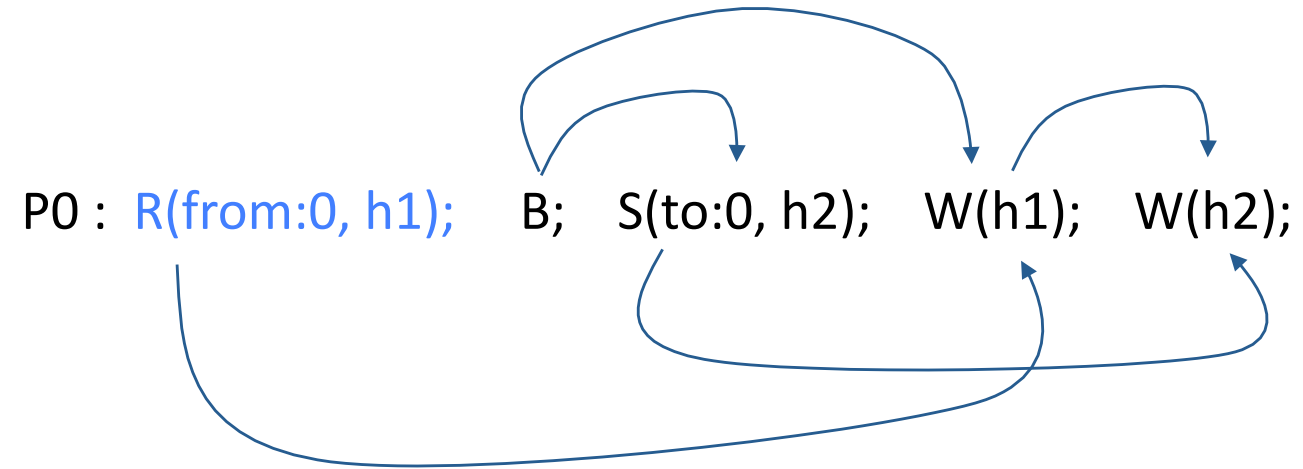 P0 : R(from:0, h1); B; S(to:0, h2); W(h1); W(h2);